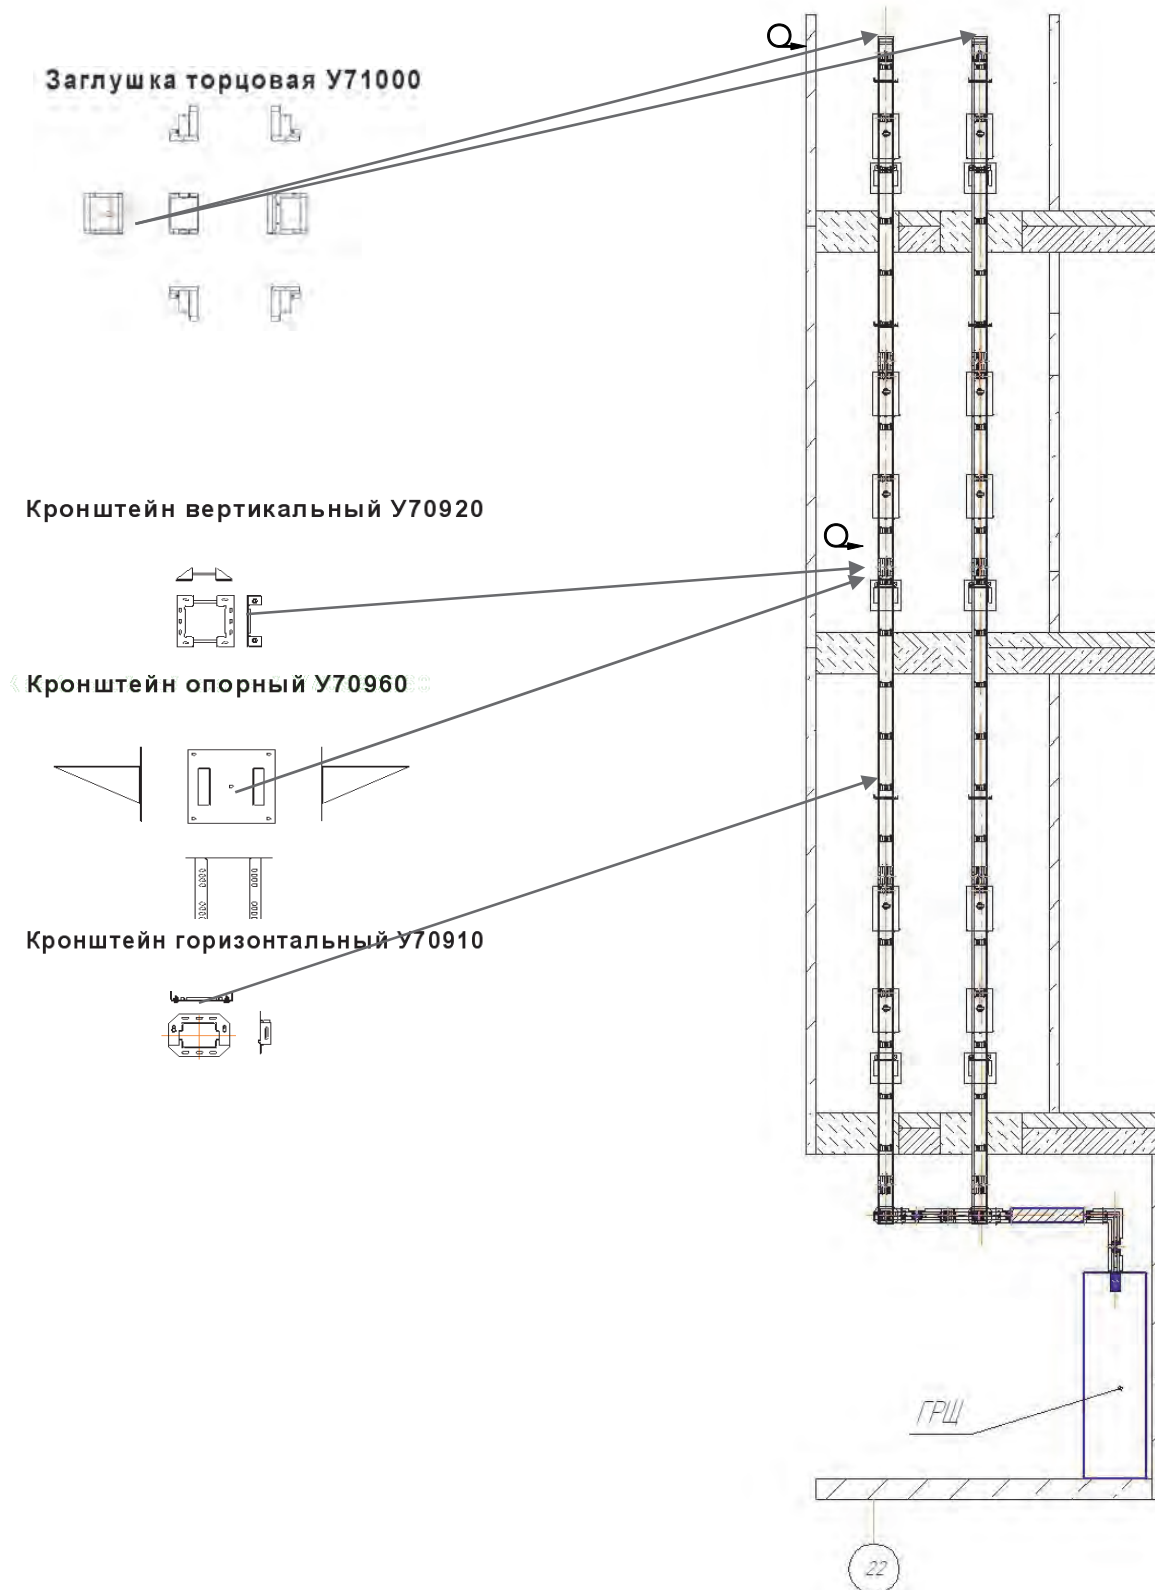 Заглушка торцовая У71000
Кронштейн вертикальный У70920
Кронштейн опорный У70960
Кронштейн горизонтальный У70910
ГРЩ
22